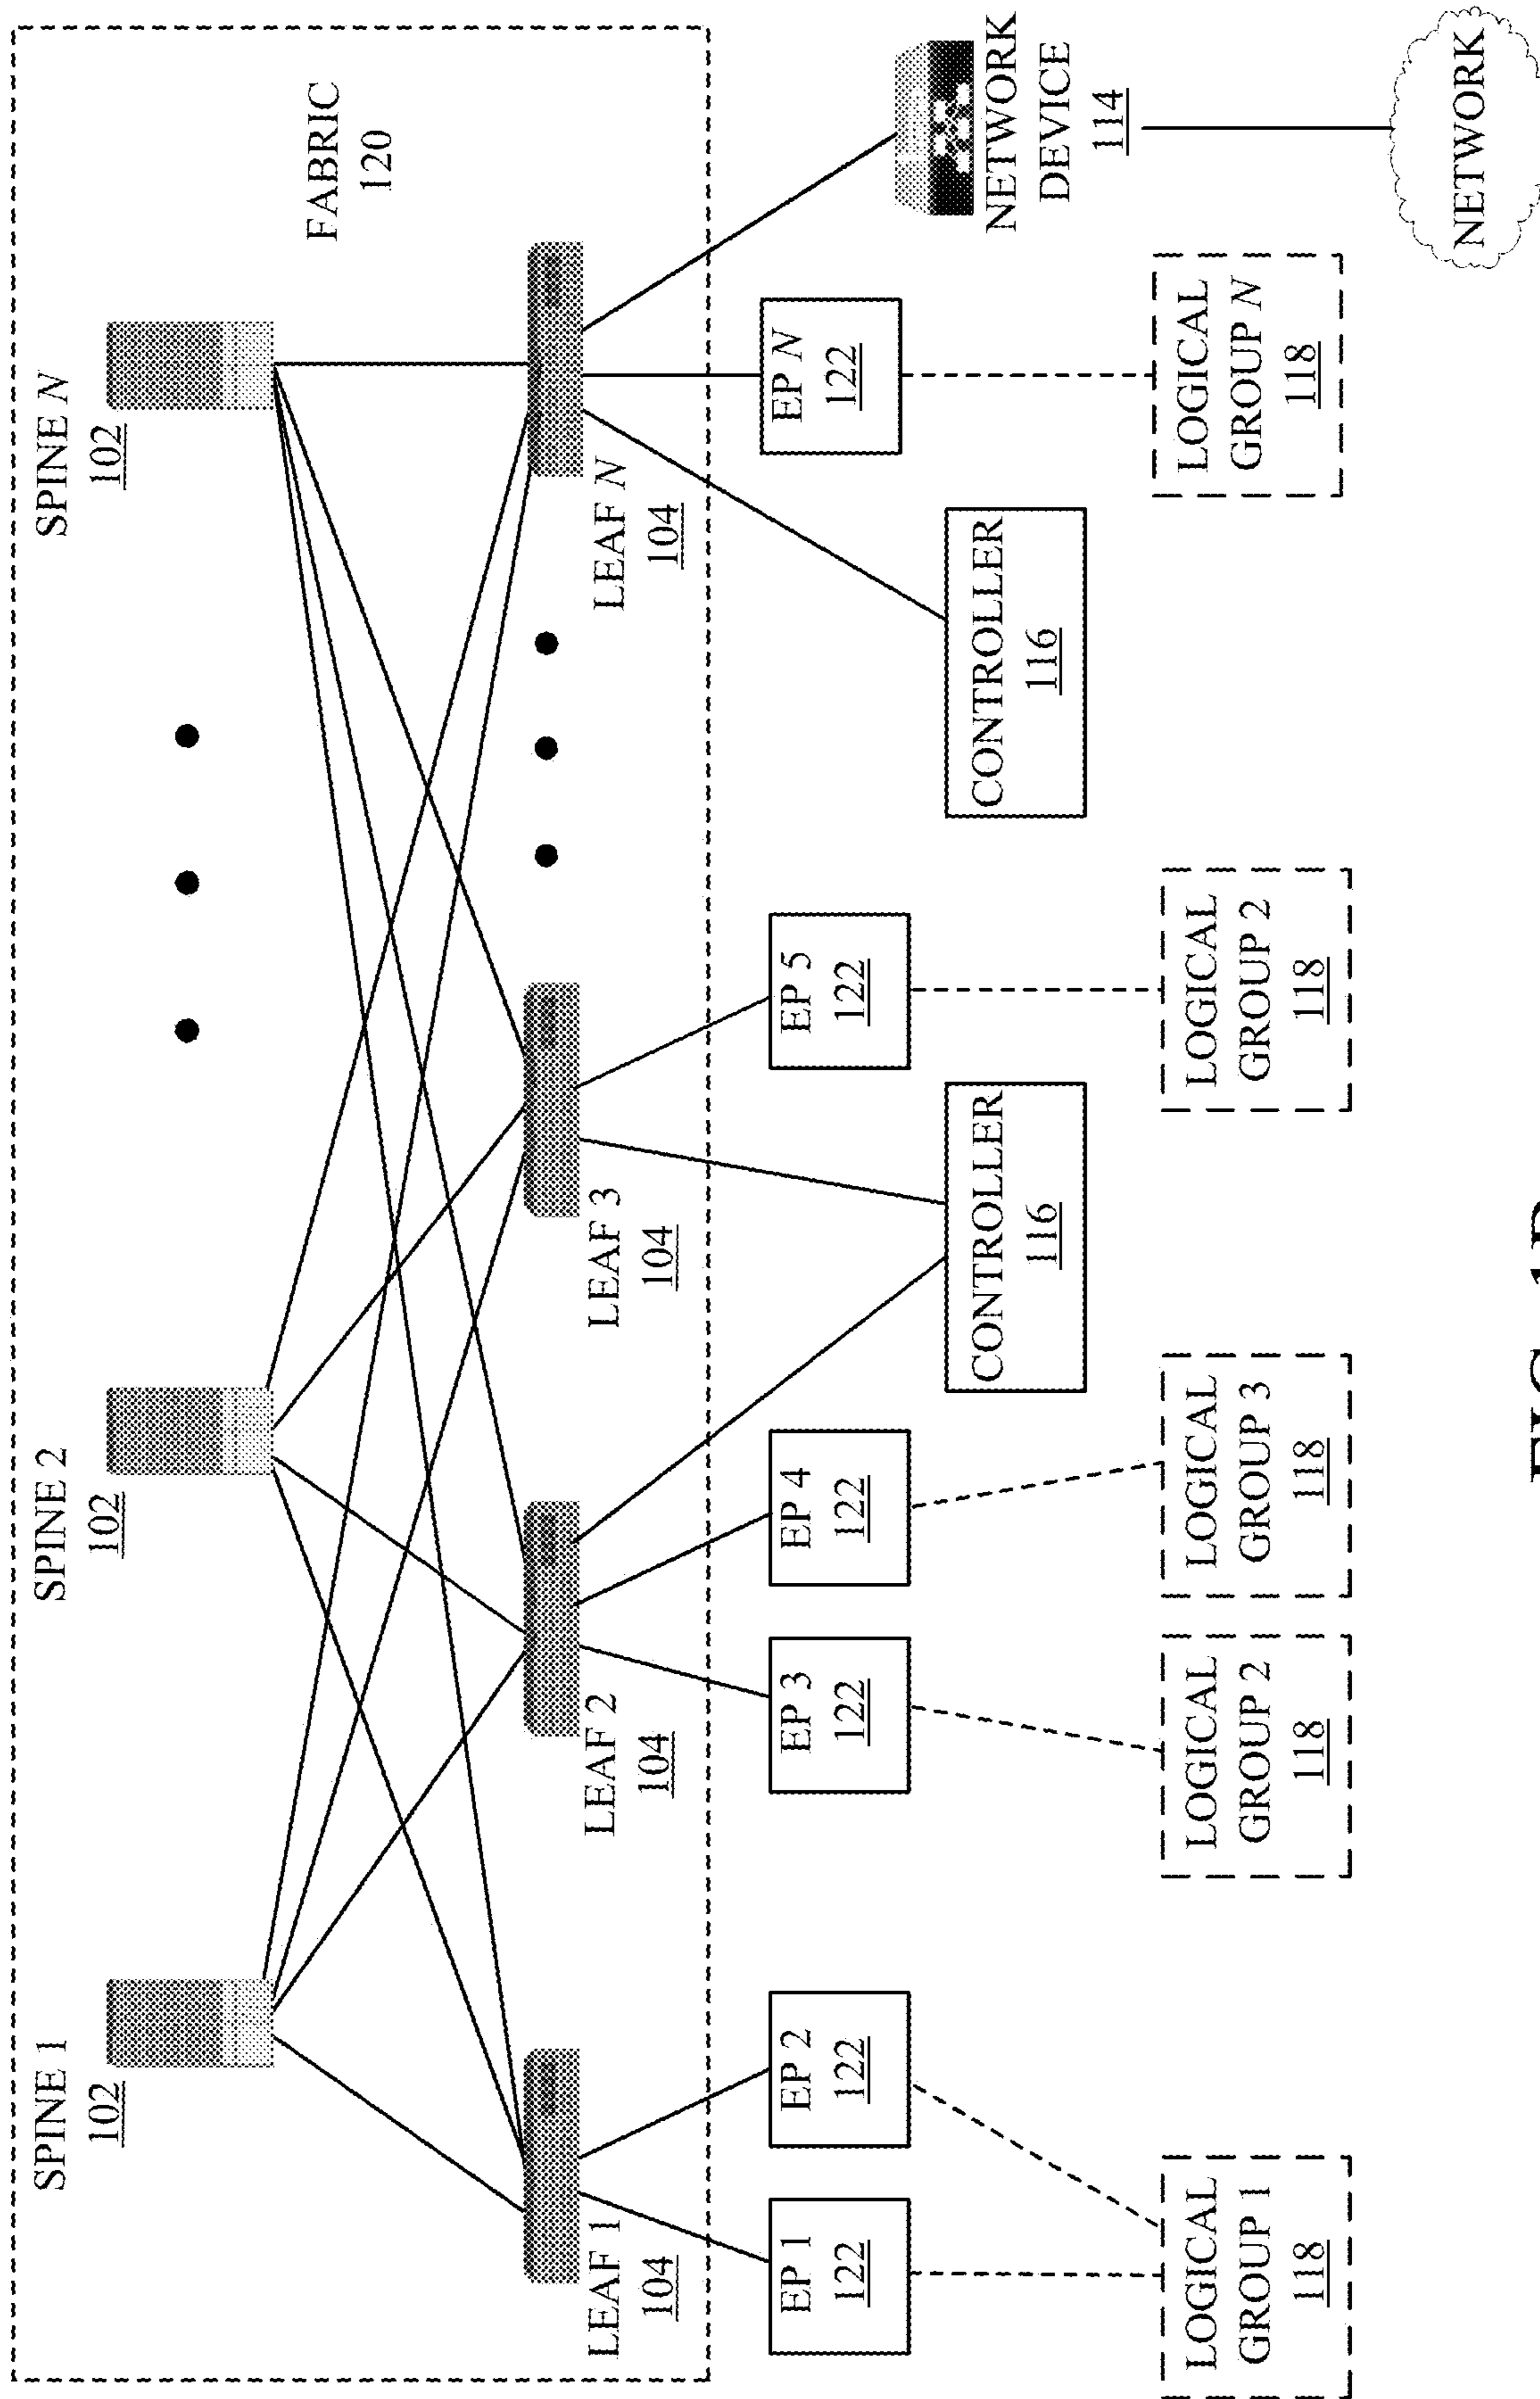 SPINE 1
102
SPINE 2
102
SPINE N
102
FABRIC
120
LEAF 1
104
LEAF 2
104
LEAF 3
104
LEAF N
104
EP 1
122
EP 2
122
EP 3
122
EP 4
122
EP 5
122
EP N
122
CONTROLLER
116
CONTROLLER
116
NETWORK
DEVICE
114
LOGICAL
GROUP 1
118
LOGICAL
GROUP 2
118
LOGICAL
GROUP 3
118
LOGICAL
GROUP 2
118
LOGICAL
GROUP N
118
NETWORK